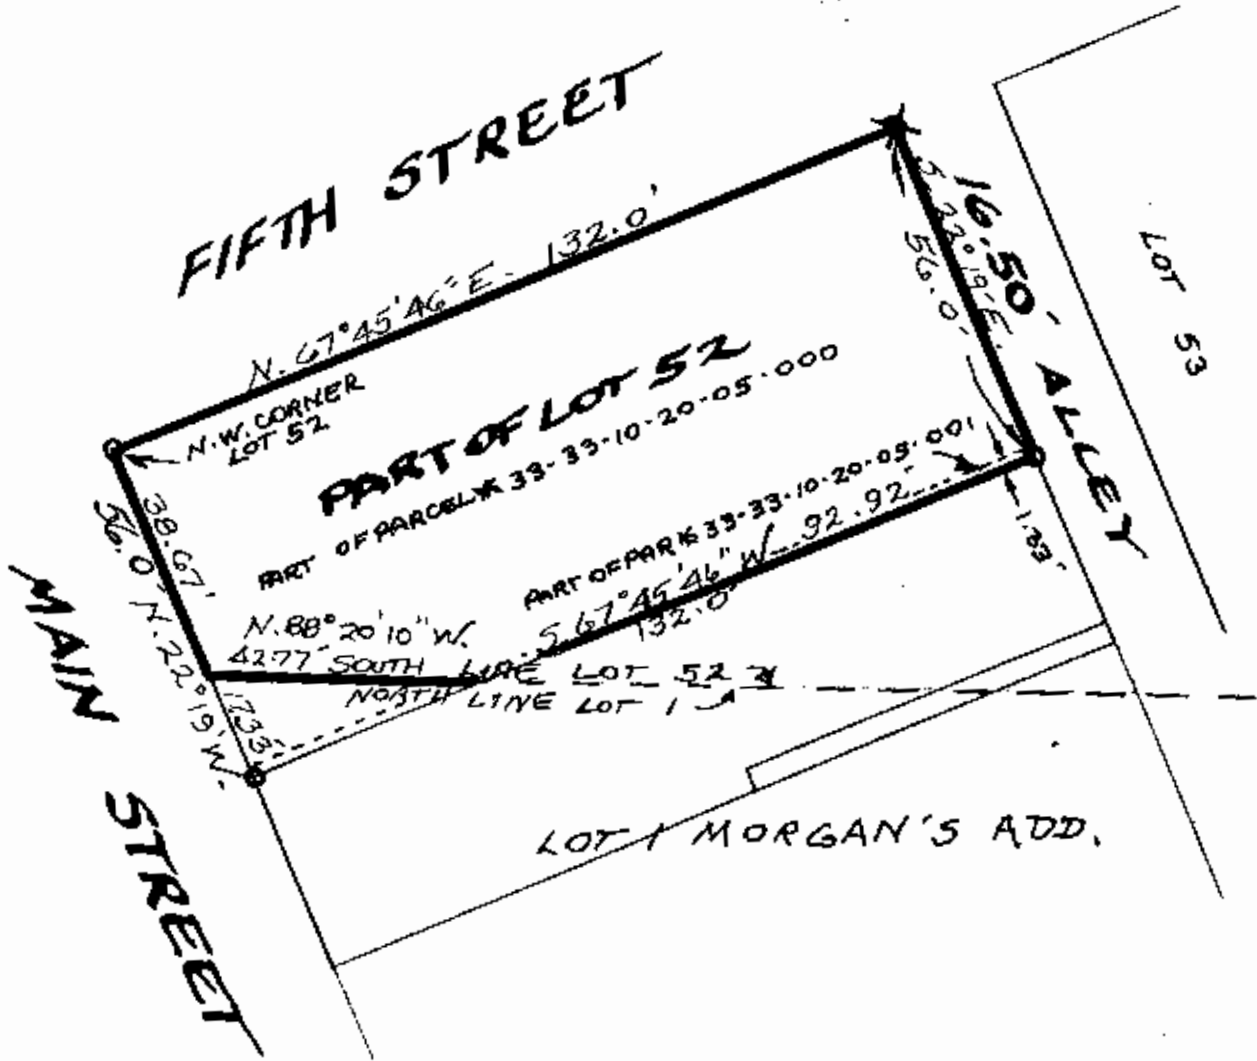 FIFTH STREET
N. 67°45'46" E. 132.0'
N.W. CORNER
LOT 52
PART OF LOT 52
PART OF PARCEL # 33-33-10-20-05-000
PART OF PAR # 33-33-10-20-05-001
S. 22°19' E.
56.0'
16.50' ALLEY
LOT 53
1.33'
S. 67°45'46" W. 92.92'
132.0'
38.67'
56.0' N. 22°19' W.
17.33'
N. 88°20'10" W.
42.77' SOUTH LINE LOT 52
NORTH LINE LOT 1
MAIN STREET
LOT 1 MORGAN'S ADD.